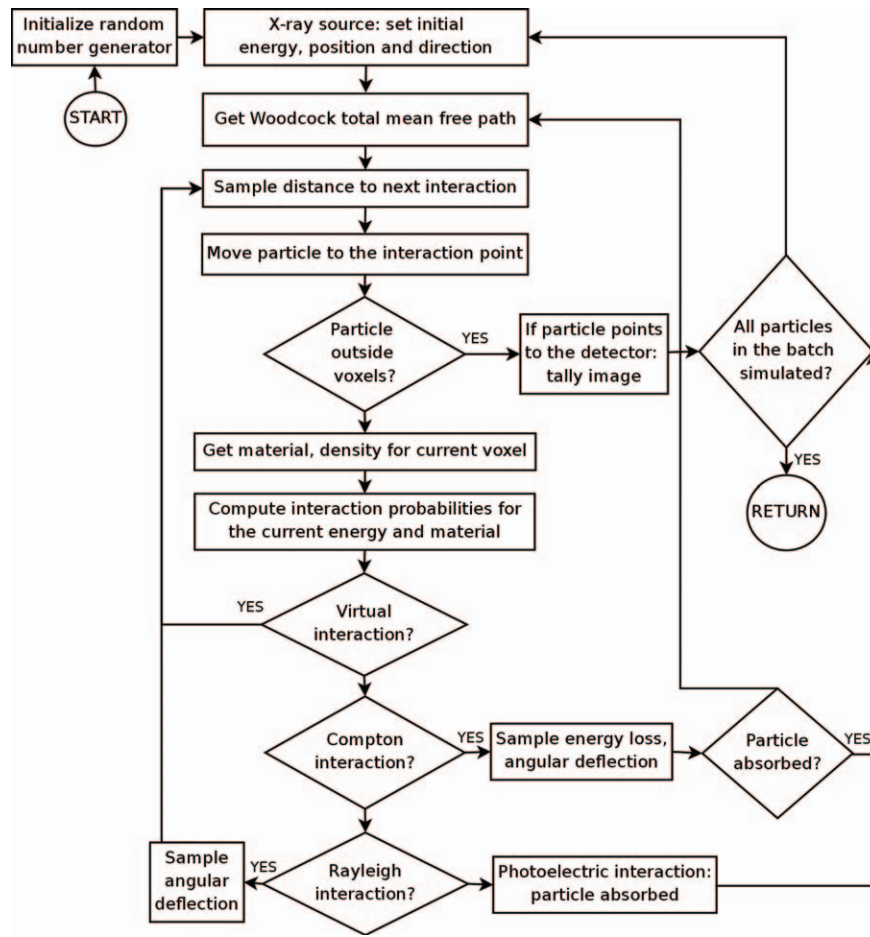 Initialize random
number generator
X-ray source: set initial
energy, position and direction
START
Get Woodcock total mean free path
Sample distance to next interaction
Move particle to the interaction point
Particle
outside
voxels?
YES
If particle points
to the detector:
tally image
All particles
in the batch
simulated?
YES
RETURN
Get material, density for current voxel
Compute interaction probabilities for
the current energy and material
YES
Virtual
interaction?
Compton
interaction?
YES
Sample energy loss,
angular deflection
Particle
absorbed?
YES
Sample
angular
deflection
YES
Rayleigh
interaction?
Photoelectric interaction:
particle absorbed